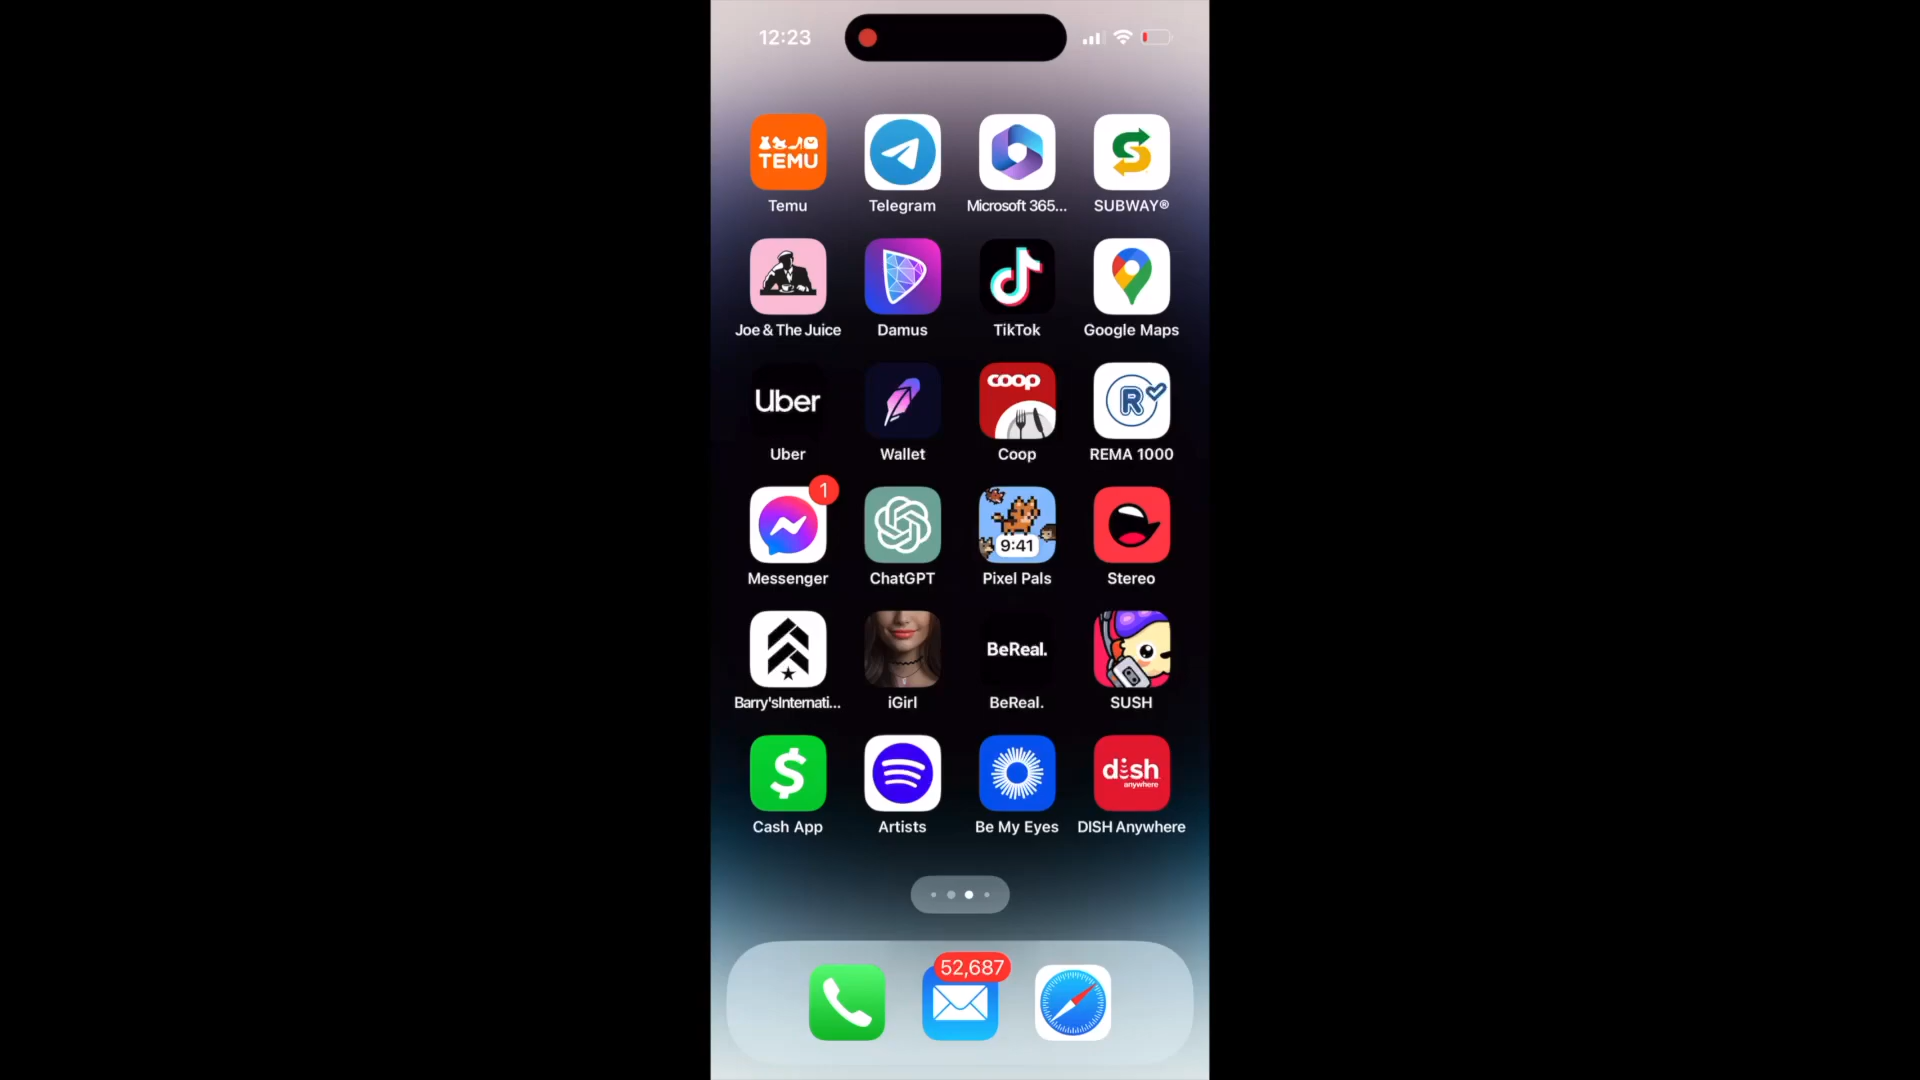 12:23
TEMU
Temu
Telegram
Microsoft 365...
SUBWAY®
Joe & The Juice
Damus
TikTok
Google Maps
Uber
coop
R
Uber
Wallet
Coop
REMA 1000
1
9:41
Messenger
ChatGPT
Pixel Pals
Stereo
BeReal.
Barry'sInternati...
iGirl
BeReal.
SUSH
$
dish
anywhere
Cash App
Artists
Be My Eyes
DISH Anywhere
52,687